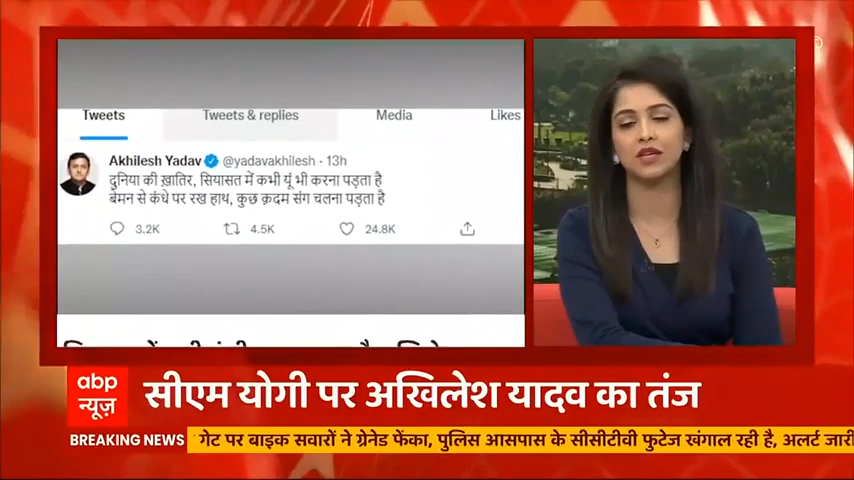 Tweets
Tweets & replies
Media
Likes
Akhilesh Yadav @yadavakhilesh · 13h
दुनिया की ख़ातिर, सियासत में कभी यूं भी करना पड़ता है
बेमन से कंधे पर रख हाथ, कुछ क़दम संग चलना पड़ता है
3.2K
4.5K
24.8K
abp
न्यूज़
सीएम योगी पर अखिलेश यादव का तंज
BREAKING NEWS
गेट पर बाइक सवारों ने ग्रेनेड फेंका, पुलिस आसपास के सीसीटीवी फुटेज खंगाल रही है, अलर्ट जारी